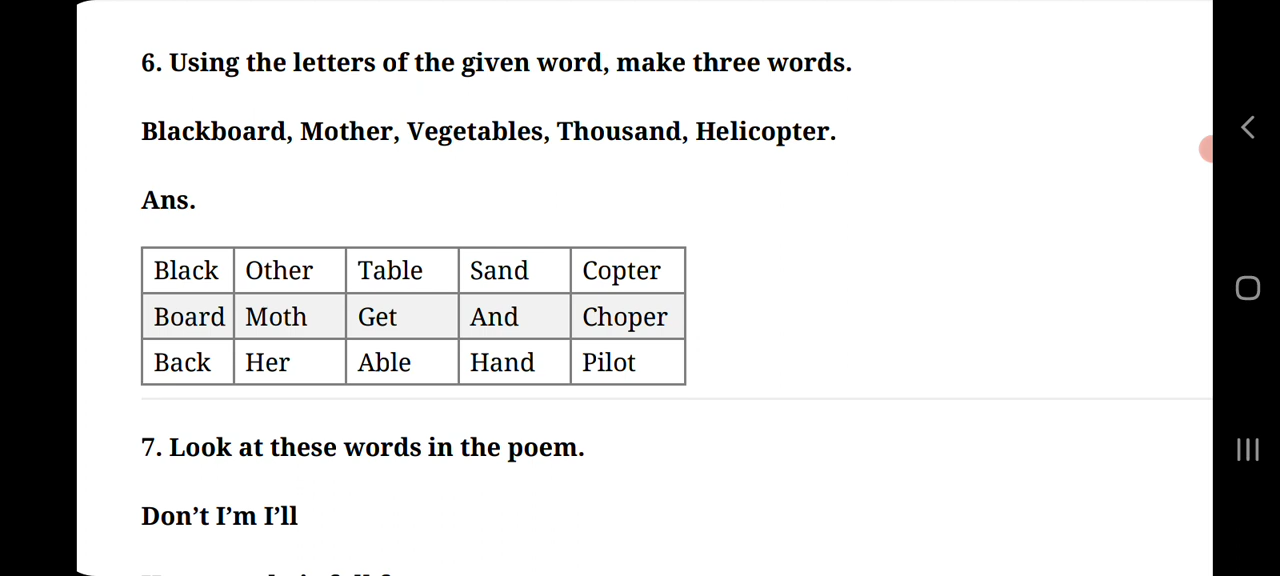 6. Using the letters of the given word, make three words.
Blackboard, Mother, Vegetables, Thousand, Helicopter.
Ans.
Black Other Table Sand Copter
Board Moth Get And Choper
Back Her Able Hand Pilot
7. Look at these words in the poem.
Don’t I’m I’ll